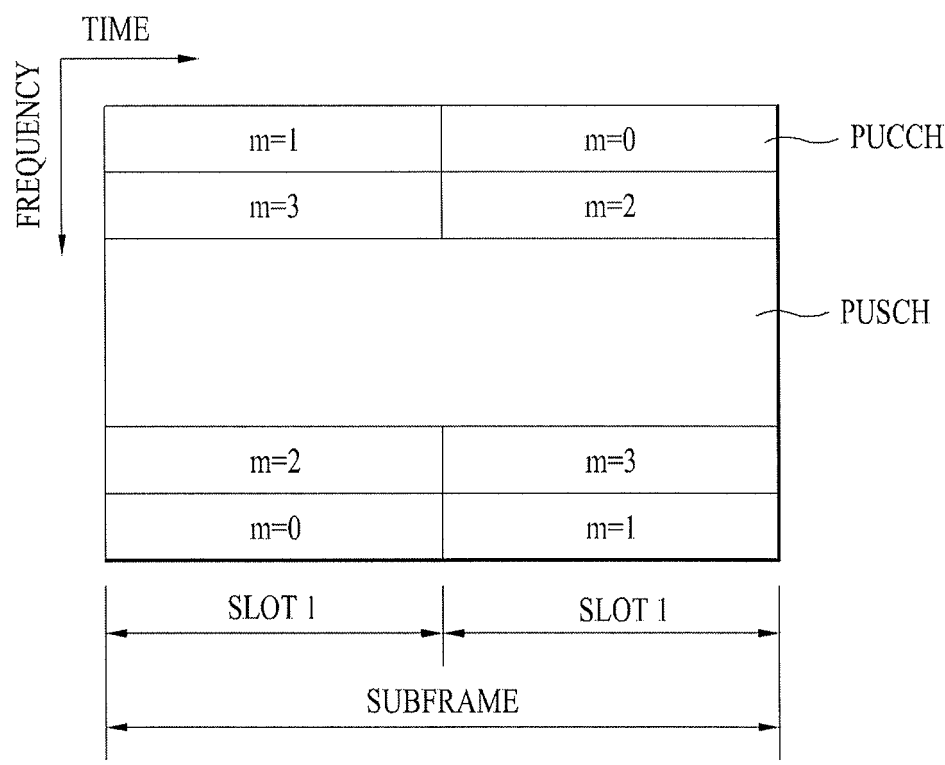 TIME
FREQUENCY
m=1 m=0 PUCCH
m=3 m=2
PUSCH
m=2 m=3
m=0 m=1
SLOT 1 SLOT 1
SUBFRAME